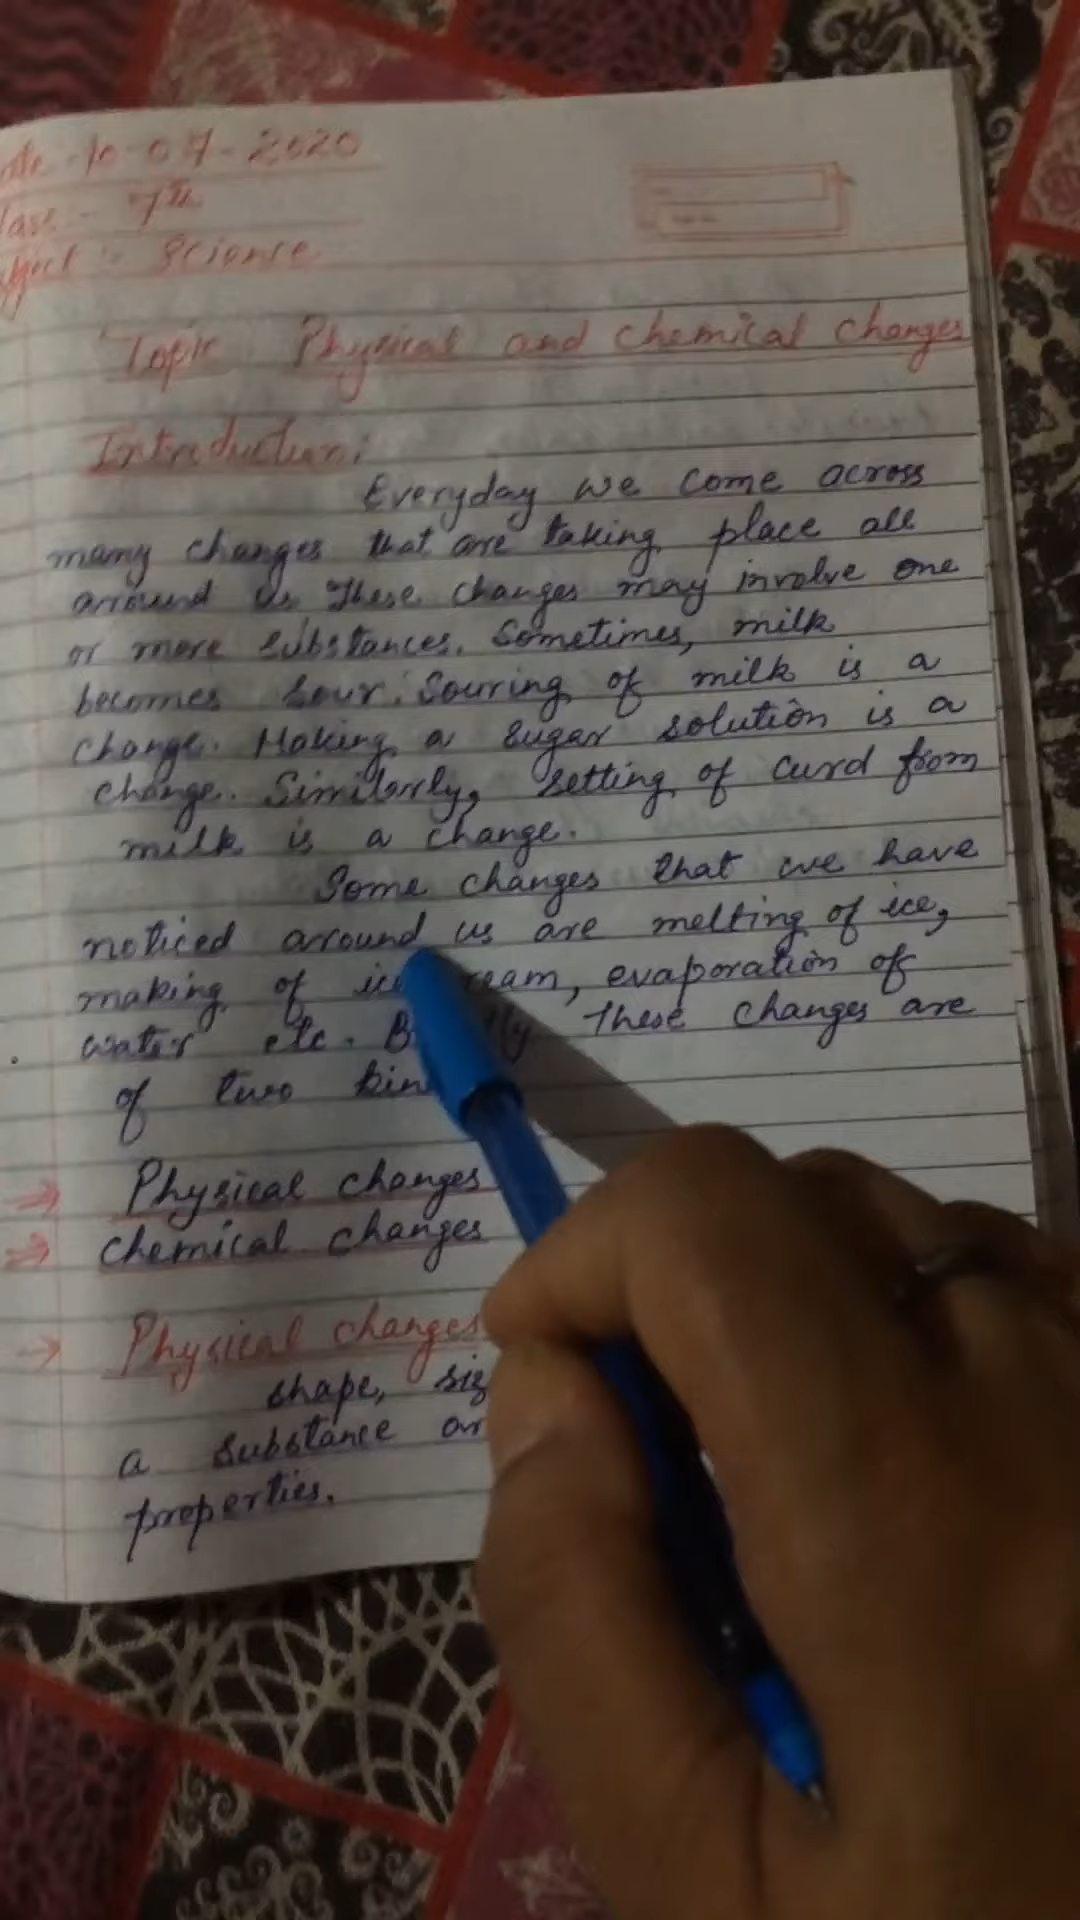 10-07-2020
7th
Science
Topic Physical and chemical changes
Introduction:
Everyday we come across
many changes that are taking place all
around us These changes may involve one
or more substances. Sometimes, milk
becomes sour. Souring of milk is a
change. Making a sugar solution is a
change. Similarly, setting of curd from
milk is a change.
Some changes that we have
noticed around us are melting of ice,
making of ice, evaporation of
water etc. These changes are
of two
⇒ Physical changes
⇒ Chemical changes
→ Physical changes
shape,
a substance
properties.